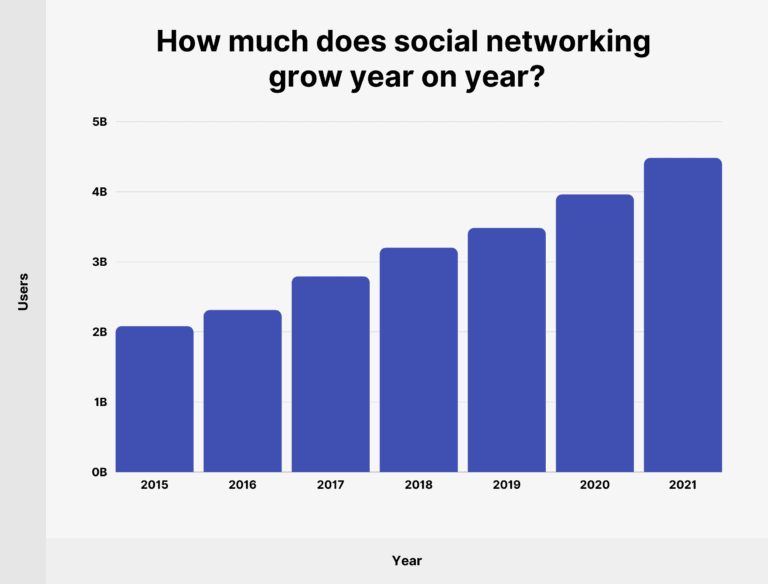 How much does social networking
grow year on year?
5B
4B
3B
2B
1B
0B
Users
2015 2016 2017 2018 2019 2020 2021
Year